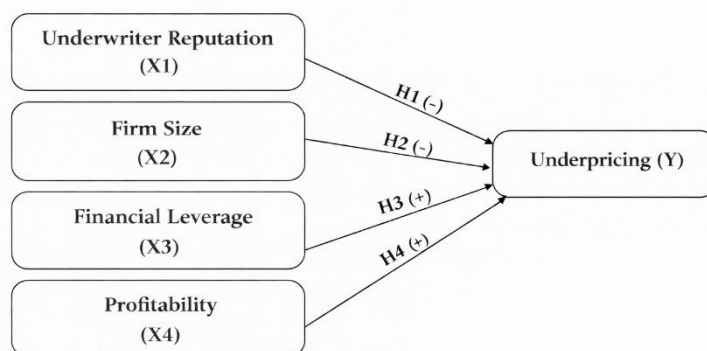 Underwriter Reputation
(X1)
H1 (-)
Firm Size
(X2)
H2 (-)
Underpricing (Y)
Financial Leverage
(X3)
H3 (+)
Profitability
(X4)
H4 (+)